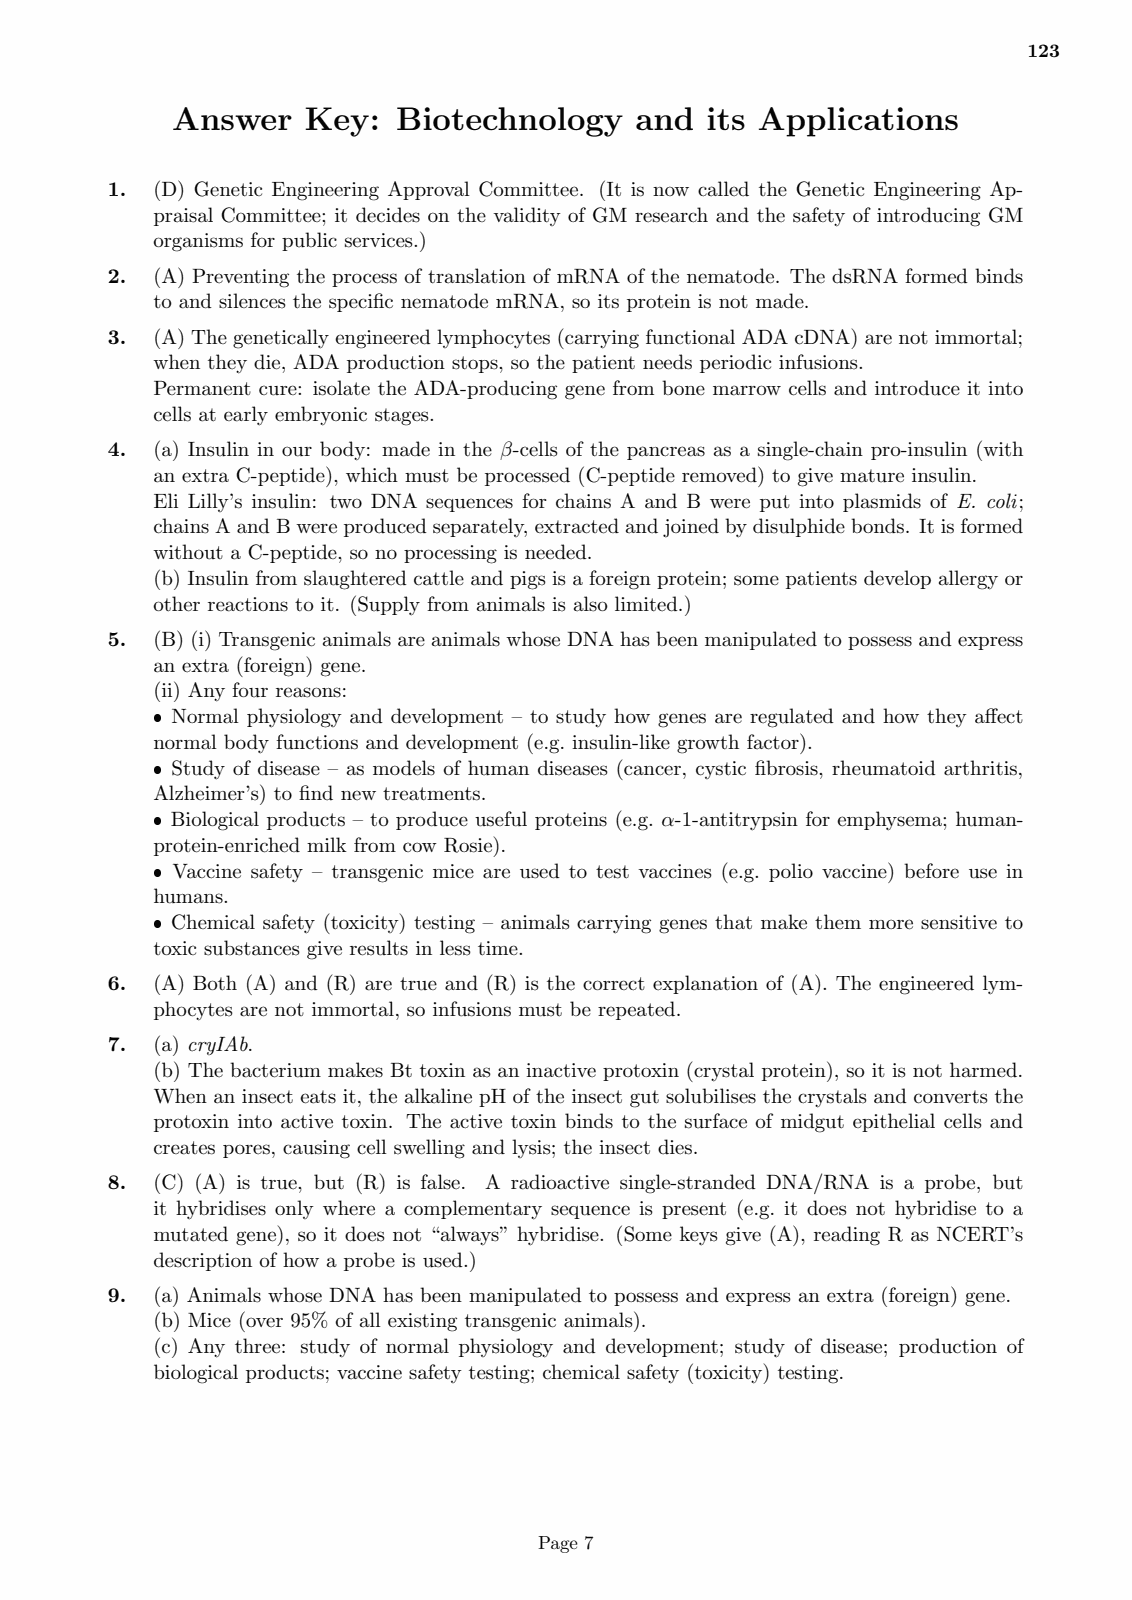 123
Answer Key: Biotechnology and its Applications
1. (D) Genetic Engineering Approval Committee. (It is now called the Genetic Engineering Ap-
praisal Committee; it decides on the validity of GM research and the safety of introducing GM
organisms for public services.)
2. (A) Preventing the process of translation of mRNA of the nematode. The dsRNA formed binds
to and silences the specific nematode mRNA, so its protein is not made.
3. (A) The genetically engineered lymphocytes (carrying functional ADA cDNA) are not immortal;
when they die, ADA production stops, so the patient needs periodic infusions.
Permanent cure: isolate the ADA-producing gene from bone marrow cells and introduce it into
cells at early embryonic stages.
4. (a) Insulin in our body: made in the β-cells of the pancreas as a single-chain pro-insulin (with
an extra C-peptide), which must be processed (C-peptide removed) to give mature insulin.
Eli Lilly's insulin: two DNA sequences for chains A and B were put into plasmids of E. coli;
chains A and B were produced separately, extracted and joined by disulphide bonds. It is formed
without a C-peptide, so no processing is needed.
(b) Insulin from slaughtered cattle and pigs is a foreign protein; some patients develop allergy or
other reactions to it. (Supply from animals is also limited.)
5. (B) (i) Transgenic animals are animals whose DNA has been manipulated to possess and express
an extra (foreign) gene.
(ii) Any four reasons:
• Normal physiology and development – to study how genes are regulated and how they affect
normal body functions and development (e.g. insulin-like growth factor).
• Study of disease – as models of human diseases (cancer, cystic fibrosis, rheumatoid arthritis,
Alzheimer's) to find new treatments.
• Biological products – to produce useful proteins (e.g. α-1-antitrypsin for emphysema; human-
protein-enriched milk from cow Rosie).
• Vaccine safety – transgenic mice are used to test vaccines (e.g. polio vaccine) before use in
humans.
• Chemical safety (toxicity) testing – animals carrying genes that make them more sensitive to
toxic substances give results in less time.
6. (A) Both (A) and (R) are true and (R) is the correct explanation of (A). The engineered lym-
phocytes are not immortal, so infusions must be repeated.
7. (a) cryIAb.
(b) The bacterium makes Bt toxin as an inactive protoxin (crystal protein), so it is not harmed.
When an insect eats it, the alkaline pH of the insect gut solubilises the crystals and converts the
protoxin into active toxin. The active toxin binds to the surface of midgut epithelial cells and
creates pores, causing cell swelling and lysis; the insect dies.
8. (C) (A) is true, but (R) is false. A radioactive single-stranded DNA/RNA is a probe, but
it hybridises only where a complementary sequence is present (e.g. it does not hybridise to a
mutated gene), so it does not “always” hybridise. (Some keys give (A), reading R as NCERT's
description of how a probe is used.)
9. (a) Animals whose DNA has been manipulated to possess and express an extra (foreign) gene.
(b) Mice (over 95% of all existing transgenic animals).
(c) Any three: study of normal physiology and development; study of disease; production of
biological products; vaccine safety testing; chemical safety (toxicity) testing.
Page 7